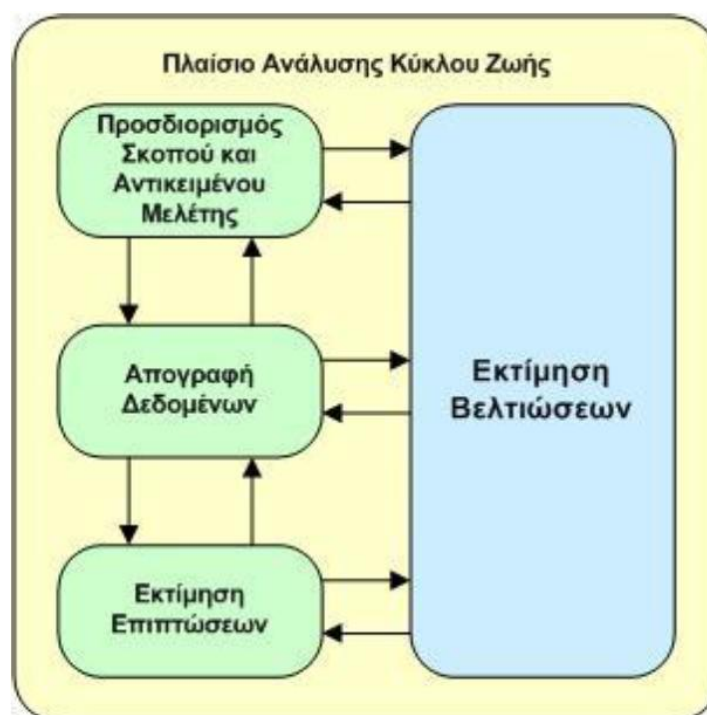 Πλαίσιο Ανάλυσης Κύκλου Ζωής
Προσδιορισμός
Σκοπού και
Αντικειμένου
Μελέτης
Απογραφή
Δεδομένων
Εκτίμηση
Επιπτώσεων
Εκτίμηση
Βελτιώσεων